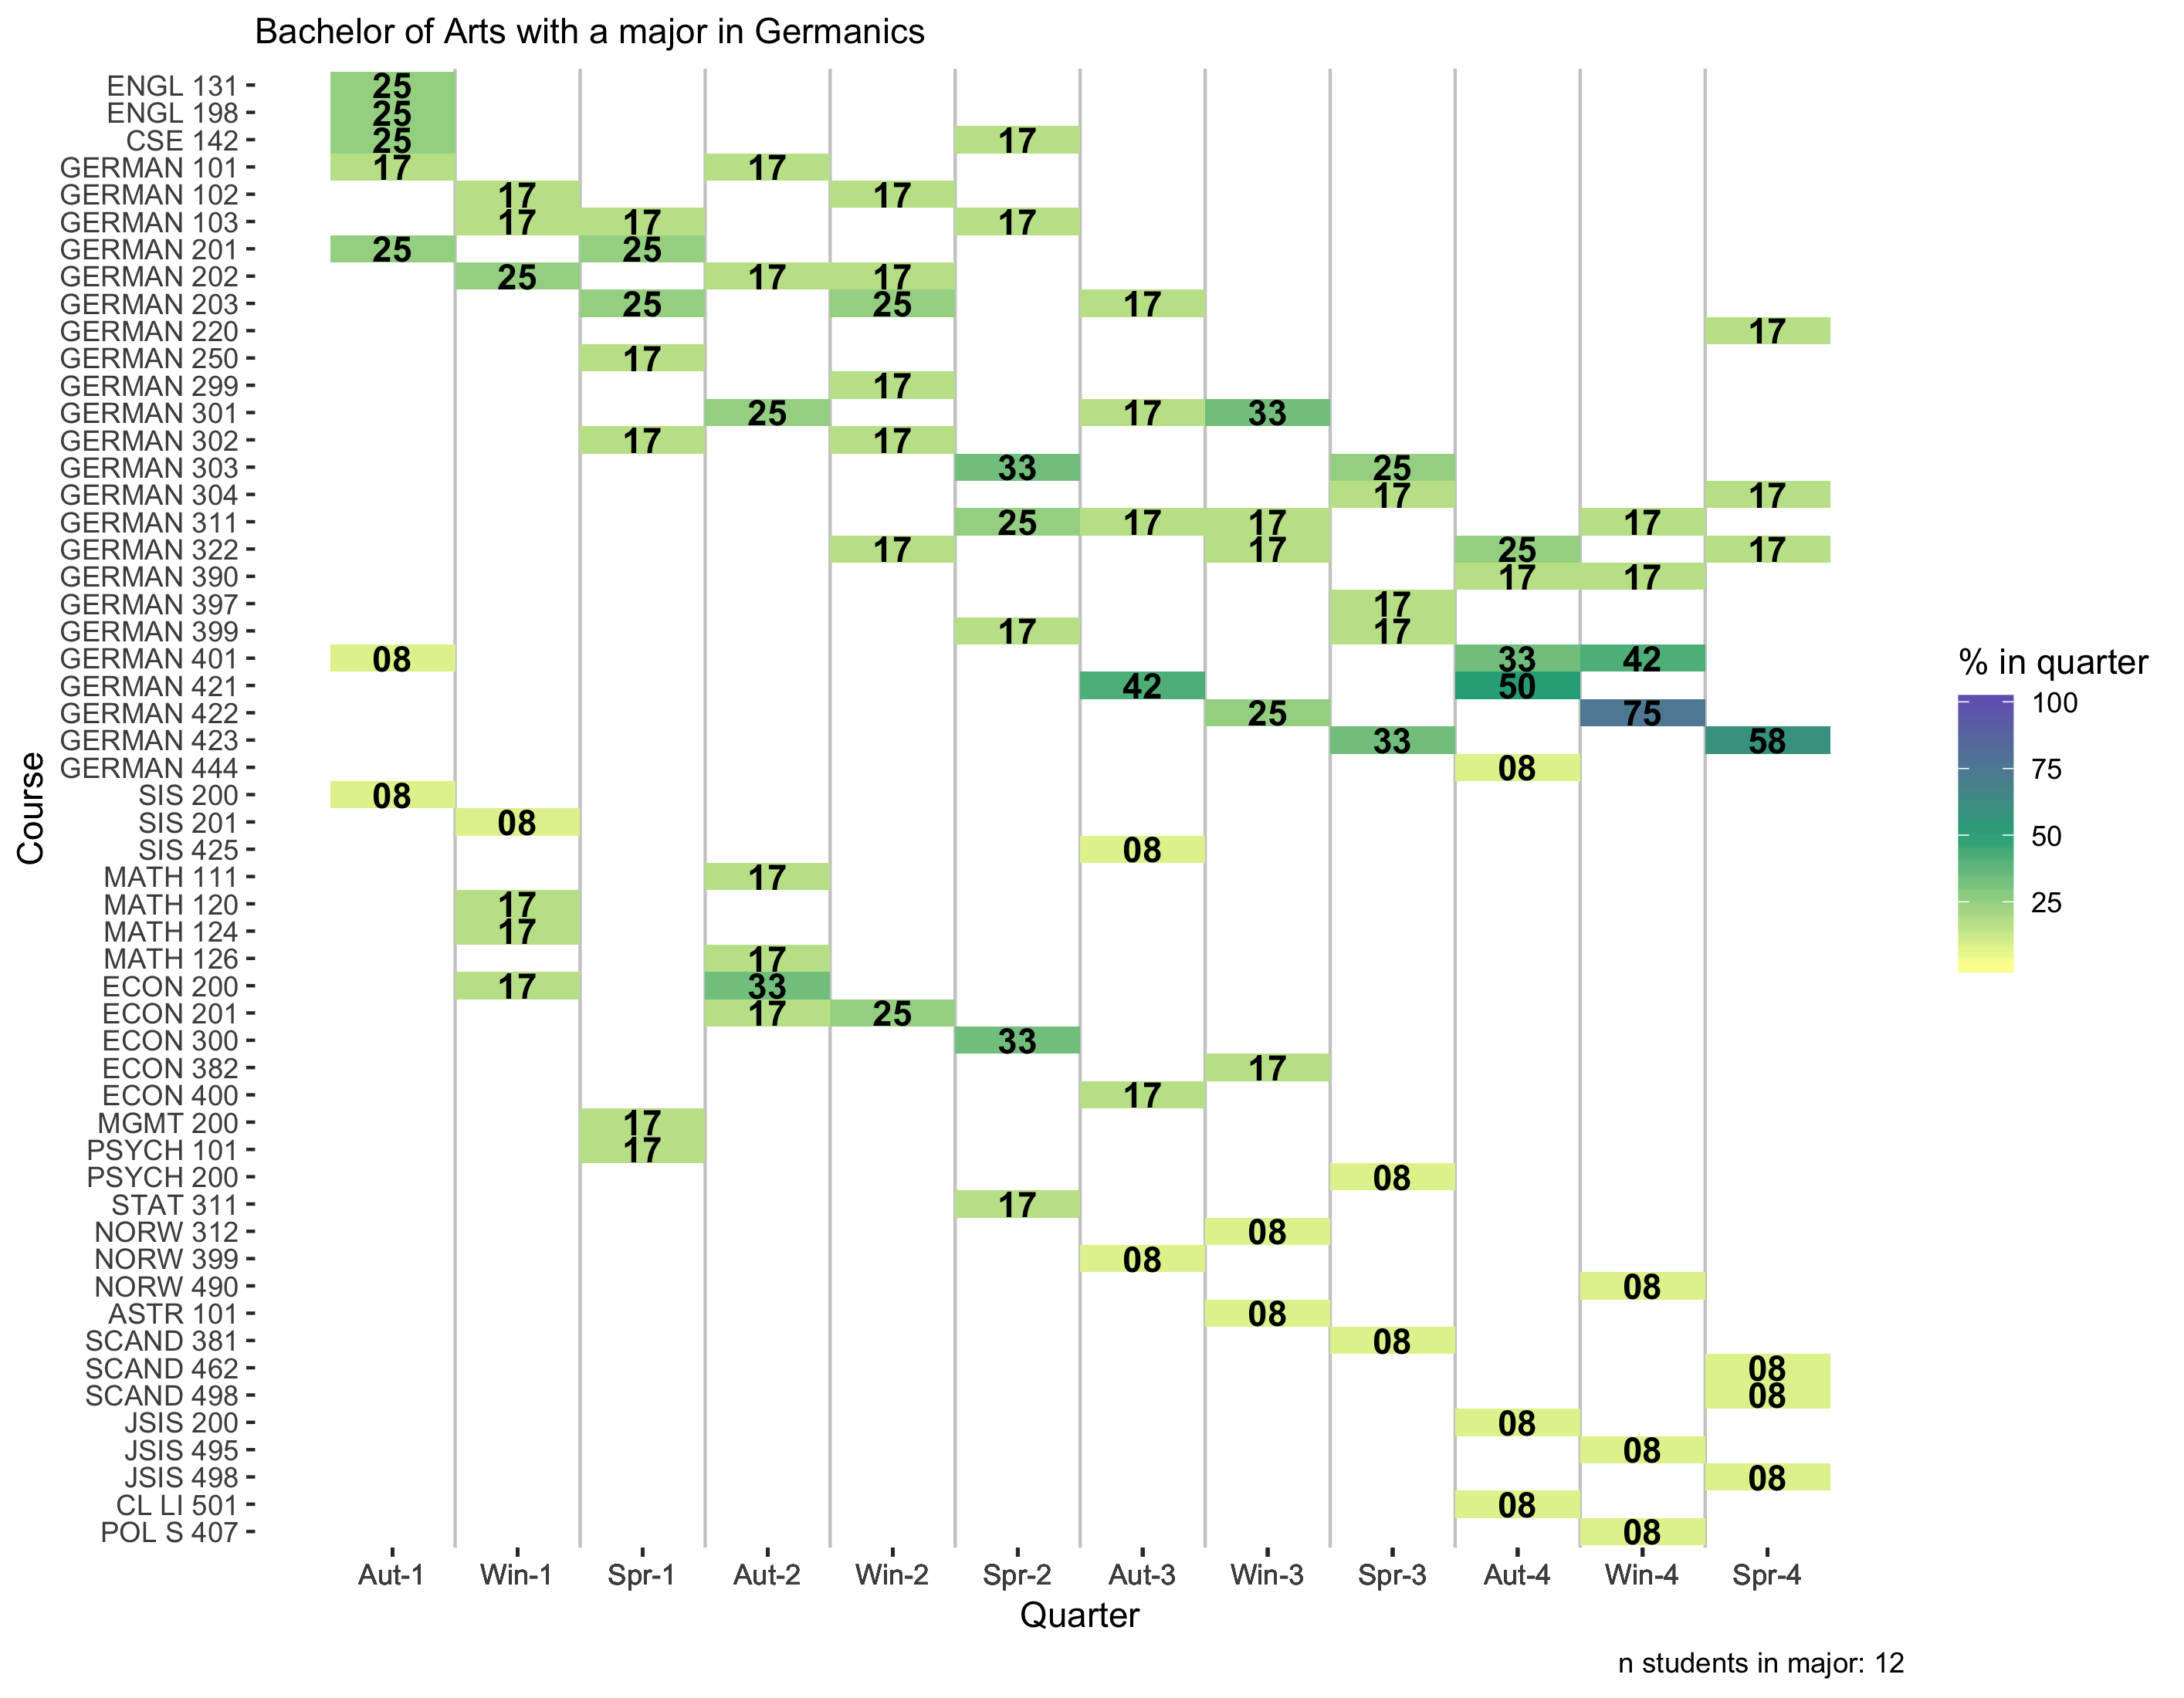 Bachelor of Arts with a major in Germanics
ENGL 131 25
ENGL 198 25
CSE 142 25 17
GERMAN 101 17 17
GERMAN 102 17 17
GERMAN 103 17 17 17
GERMAN 201 25 25
GERMAN 202 25 17 17
GERMAN 203 25 25 17
GERMAN 220 17
GERMAN 250 17
GERMAN 299 17
GERMAN 301 25 17 33
GERMAN 302 17 17
GERMAN 303 33 25
GERMAN 304 17 17
GERMAN 311 25 17 17 17
GERMAN 322 17 17 25 17
GERMAN 390 17 17
GERMAN 397 17
GERMAN 399 17 17
GERMAN 401 08 33 42
GERMAN 421 42 50
GERMAN 422 25 75
GERMAN 423 33 58
GERMAN 444 08
SIS 200 08
SIS 201 08
SIS 425 08
MATH 111 17
MATH 120 17
MATH 124 17
MATH 126 17
ECON 200 17 33
ECON 201 17 25
ECON 300 33
ECON 382 17
ECON 400 17
MGMT 200 17
PSYCH 101 17
PSYCH 200 08
STAT 311 17
NORW 312 08
NORW 399 08
NORW 490 08
ASTR 101 08
SCAND 381 08
SCAND 462 08
SCAND 498 08
JSIS 200 08
JSIS 495 08
JSIS 498 08
CL LI 501 08
POL S 407 08
Course
Aut-1 Win-1 Spr-1 Aut-2 Win-2 Spr-2 Aut-3 Win-3 Spr-3 Aut-4 Win-4 Spr-4
Quarter
% in quarter
100
75
50
25
n students in major: 12